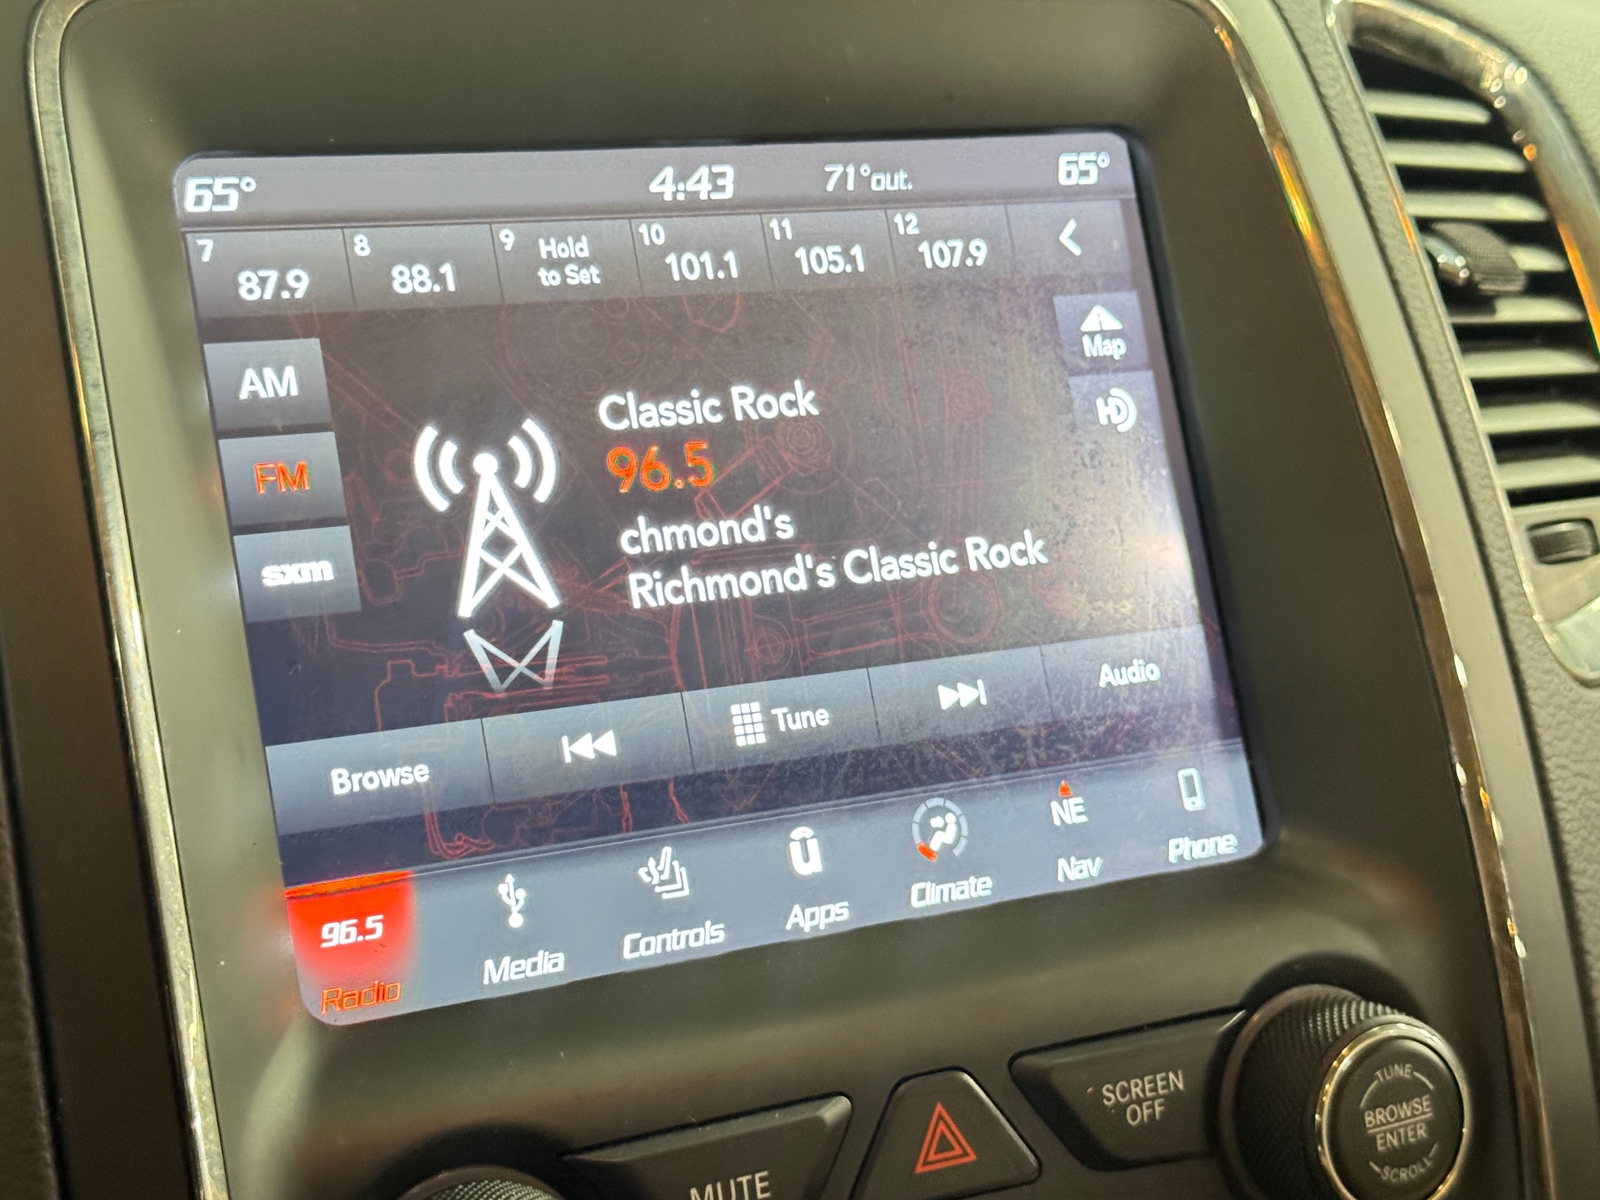 65° 4:43 71°out. 65°
7 8 9 Hold 10 11 12
87.9 88.1 to Set 101.1 105.1 107.9
Map
AM
HD
Classic Rock
FM 96.5
chmond's
sxm Richmond's Classic Rock
Browse Tune Audio
NE
96.5 Media Controls Apps Climate Nav Phone
Radio
MUTE
SCREEN
OFF
TUNE
BROWSE
ENTER
SCROLL